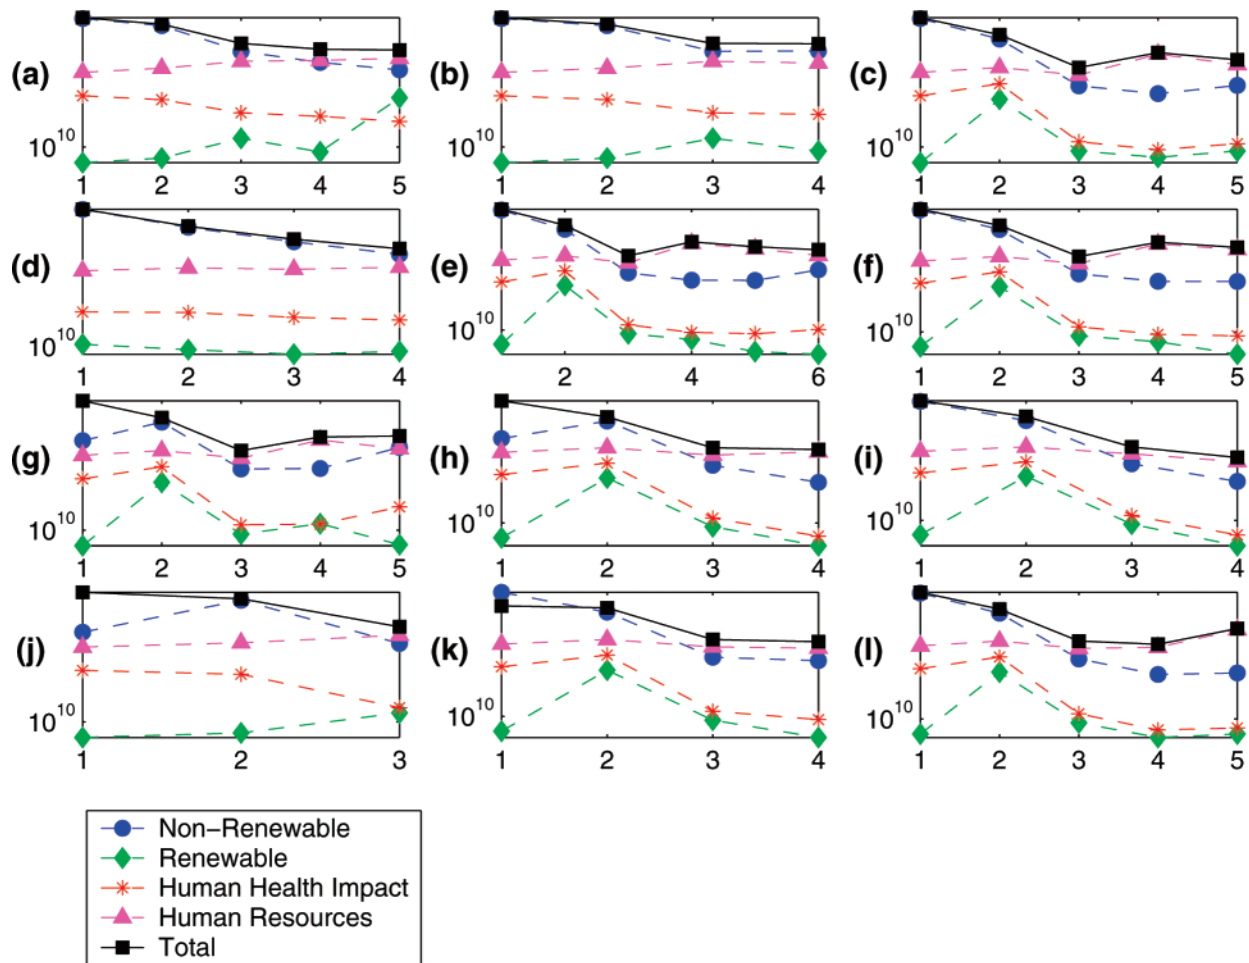 (a) 10^10 1 2 3 4 5
(b) 10^10 1 2 3 4
(c) 10^10 1 2 3 4 5
(d) 10^10 1 2 3 4
(e) 10^10 2 4 6
(f) 10^10 1 2 3 4 5
(g) 10^10 1 2 3 4 5
(h) 10^10 1 2 3 4
(i) 10^10 1 2 3 4
(j) 10^10 1 2 3
(k) 10^10 1 2 3 4
(l) 10^10 1 2 3 4 5
Non-Renewable
Renewable
Human Health Impact
Human Resources
Total